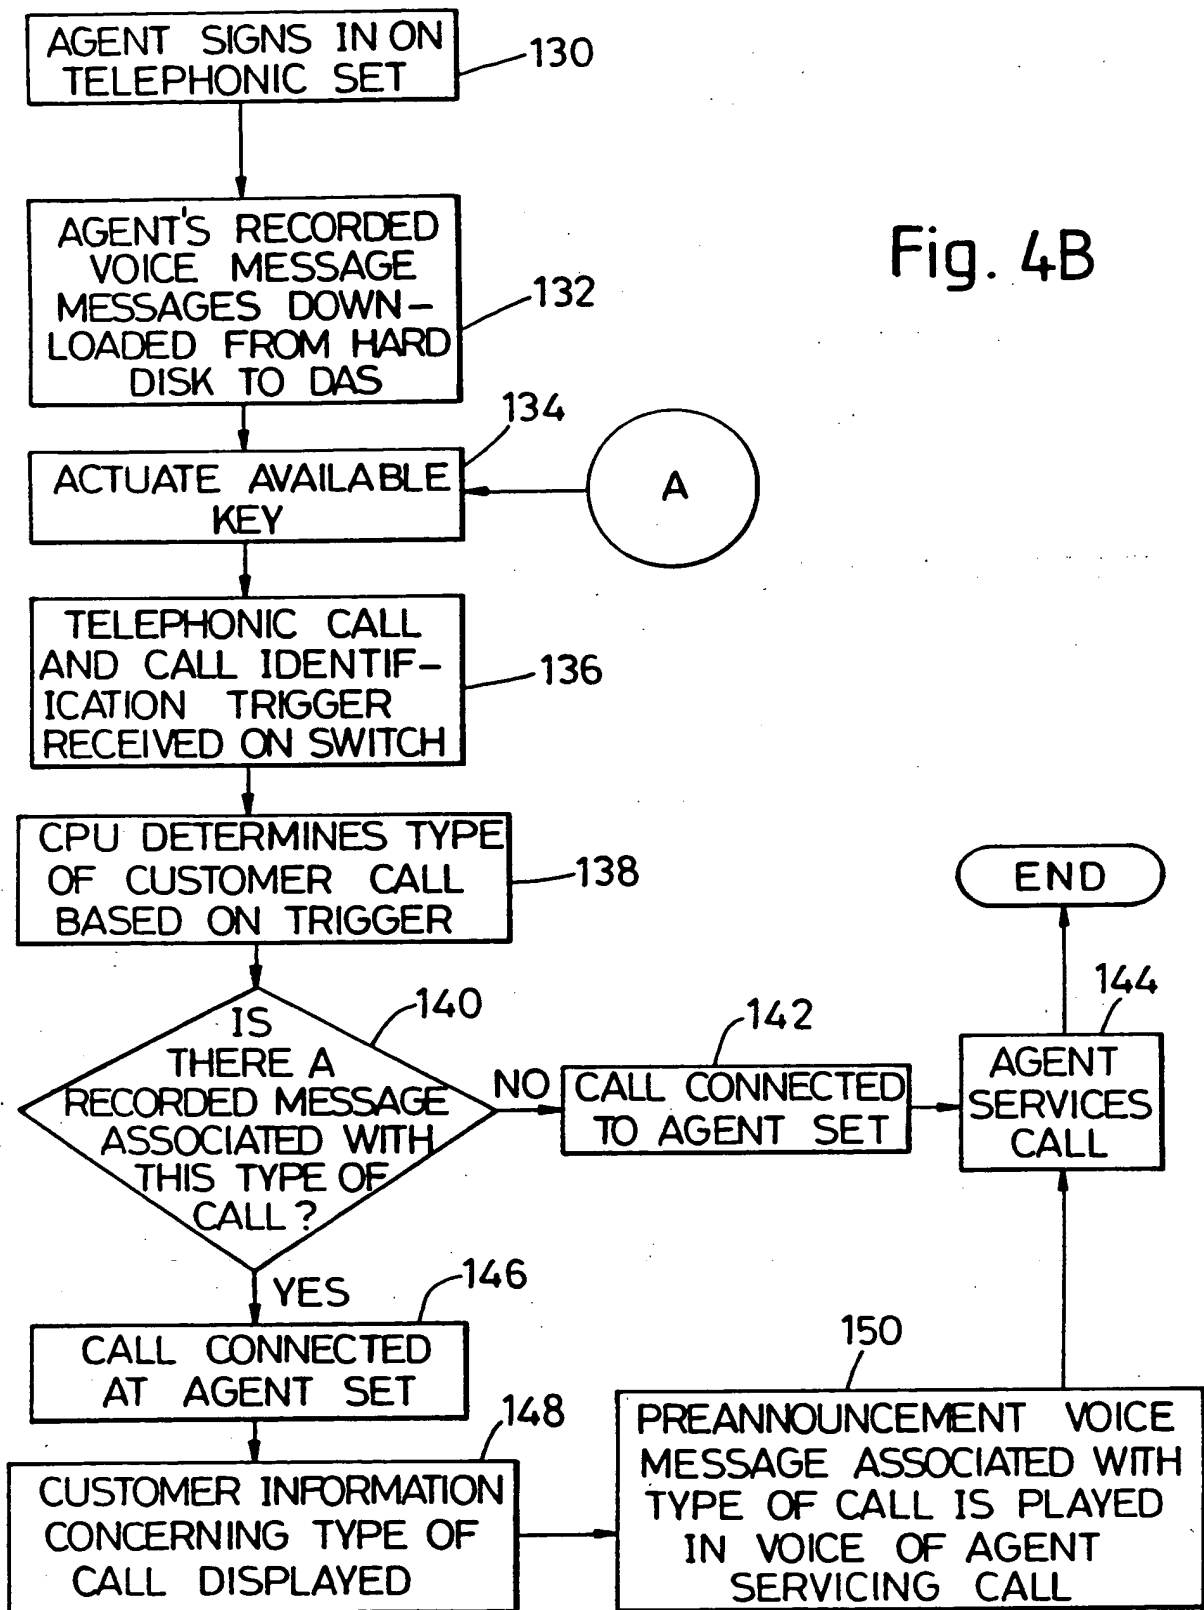 AGENT SIGNS IN ON
TELEPHONIC SET
130
AGENT'S RECORDED
VOICE MESSAGE
MESSAGES DOWN-
LOADED FROM HARD
DISK TO DAS
132
Fig. 4B
134
ACTUATE AVAILABLE
KEY
A
TELEPHONIC CALL
AND CALL IDENTIF-
ICATION TRIGGER
RECEIVED ON SWITCH
136
CPU DETERMINES TYPE
OF CUSTOMER CALL
BASED ON TRIGGER
138
END
IS
THERE A
RECORDED MESSAGE
ASSOCIATED WITH
THIS TYPE OF
CALL?
140
NO
142
CALL CONNECTED
TO AGENT SET
144
AGENT
SERVICES
CALL
YES
146
CALL CONNECTED
AT AGENT SET
148
CUSTOMER INFORMATION
CONCERNING TYPE OF
CALL DISPLAYED
150
PREANNOUNCEMENT VOICE
MESSAGE ASSOCIATED WITH
TYPE OF CALL IS PLAYED
IN VOICE OF AGENT
SERVICING CALL